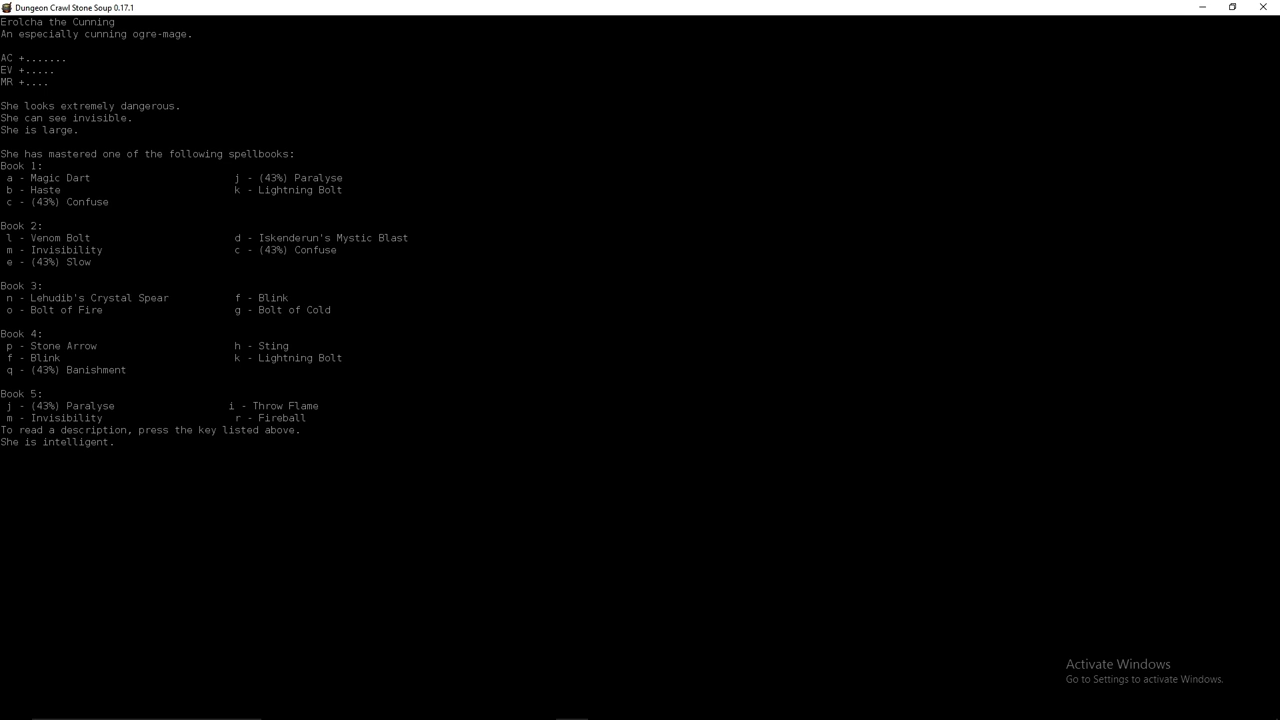 Dungeon Crawl Stone Soup 0.17.1
Erolcha the Cunning
An especially cunning ogre-mage.
AC +.......
EV +.....
MR +....
She looks extremely dangerous.
She can see invisible.
She is large.
She has mastered one of the following spellbooks:
Book 1:
a - Magic Dart j - (43%) Paralyse
b - Haste k - Lightning Bolt
c - (43%) Confuse
Book 2:
l - Venom Bolt d - Iskenderun's Mystic Blast
m - Invisibility c - (43%) Confuse
e - (43%) Slow
Book 3:
n - Lehudib's Crystal Spear f - Blink
o - Bolt of Fire g - Bolt of Cold
Book 4:
p - Stone Arrow h - Sting
f - Blink k - Lightning Bolt
q - (43%) Banishment
Book 5:
j - (43%) Paralyse i - Throw Flame
m - Invisibility r - Fireball
To read a description, press the key listed above.
She is intelligent.
Activate Windows
Go to Settings to activate Windows.